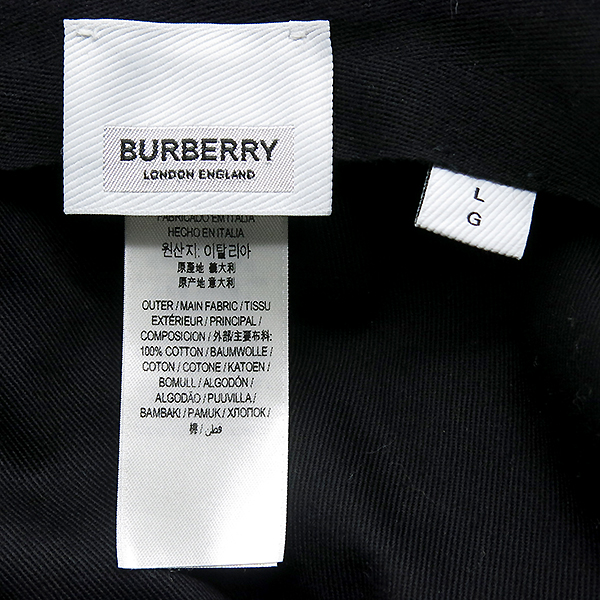 BURBERRY
LONDON ENGLAND
L
G
FABRICADO EM ITALIA
HECHO EN ITALIA
원산지: 이탈리아
原產地 義大利
原产地 意大利
OUTER / MAIN FABRIC / TISSU
EXTÉRIEUR / PRINCIPAL /
COMPOSICION / 外部/主要布料:
100% COTTON / BAUMWOLLE /
COTON / COTONE / KATOEN /
BOMULL / ALGODÓN /
ALGODÃO / PUUVILLA /
BAMBAKI / PAMUK / ХЛОПОК /
棉 / قطن /